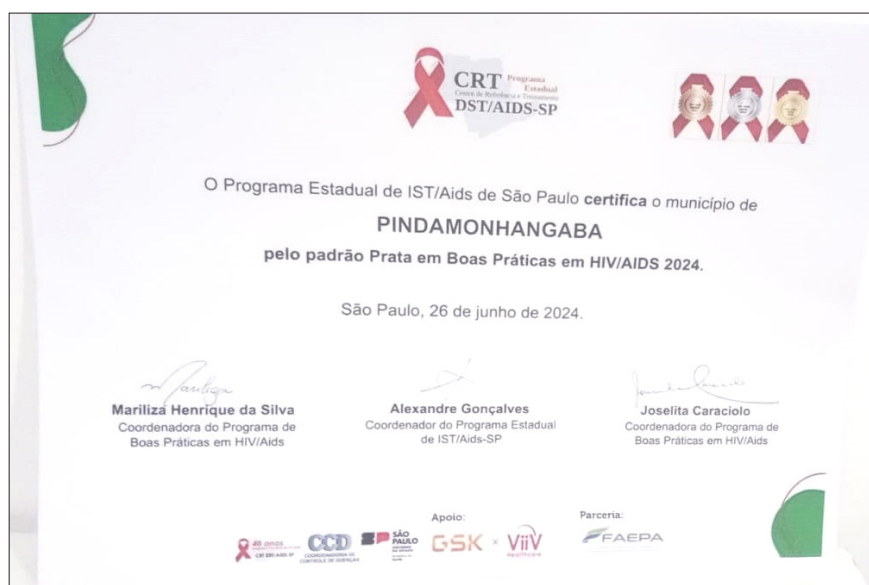 CRT Programa Estadual
Centro de Referência e Treinamento
DST/AIDS-SP
O Programa Estadual de IST/Aids de São Paulo certifica o município de
PINDAMONHANGABA
pelo padrão Prata em Boas Práticas em HIV/AIDS 2024.
São Paulo, 26 de junho de 2024.
Mariliza Henrique da Silva
Coordenadora do Programa de
Boas Práticas em HIV/Aids
Alexandre Gonçalves
Coordenador do Programa Estadual
de IST/Aids-SP
Joselita Caraciolo
Coordenadora do Programa de
Boas Práticas em HIV/Aids
Apoio:
Parceria:
40 anos
CRT DST/AIDS-SP
CCD
COORDENADORIA DE
CONTROLE DE DOENÇAS
SÃO
PAULO
GSK × ViiV
Healthcare
FAEPA